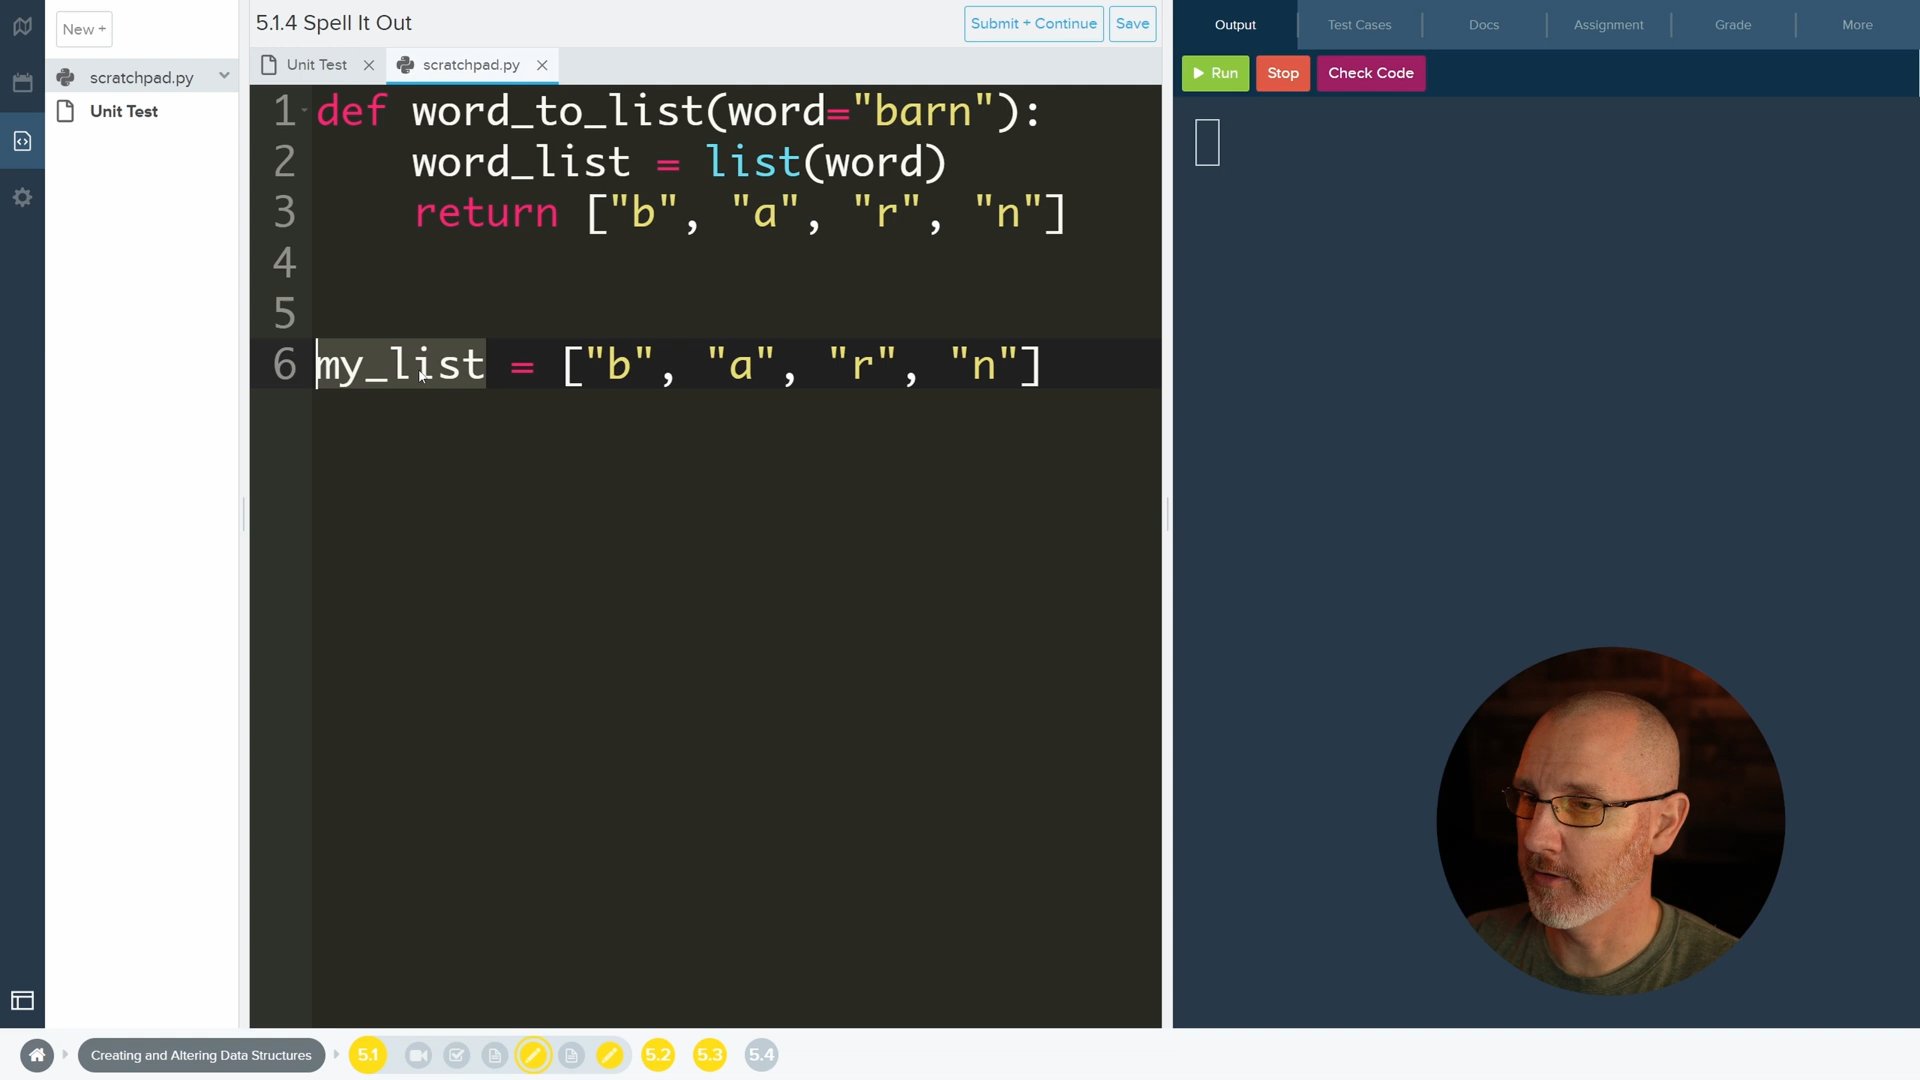 New +
5.1.4 Spell It Out
Submit + Continue
Save
Output
Test Cases
Docs
Assignment
Grade
More
scratchpad.py
Unit Test
Unit Test
scratchpad.py
Run
Stop
Check Code
1 def word_to_list(word="barn"):
2 word_list = list(word)
3 return ["b", "a", "r", "n"]
4
5
6 my_list = ["b", "a", "r", "n"]
Creating and Altering Data Structures
5.1
5.2
5.3
5.4